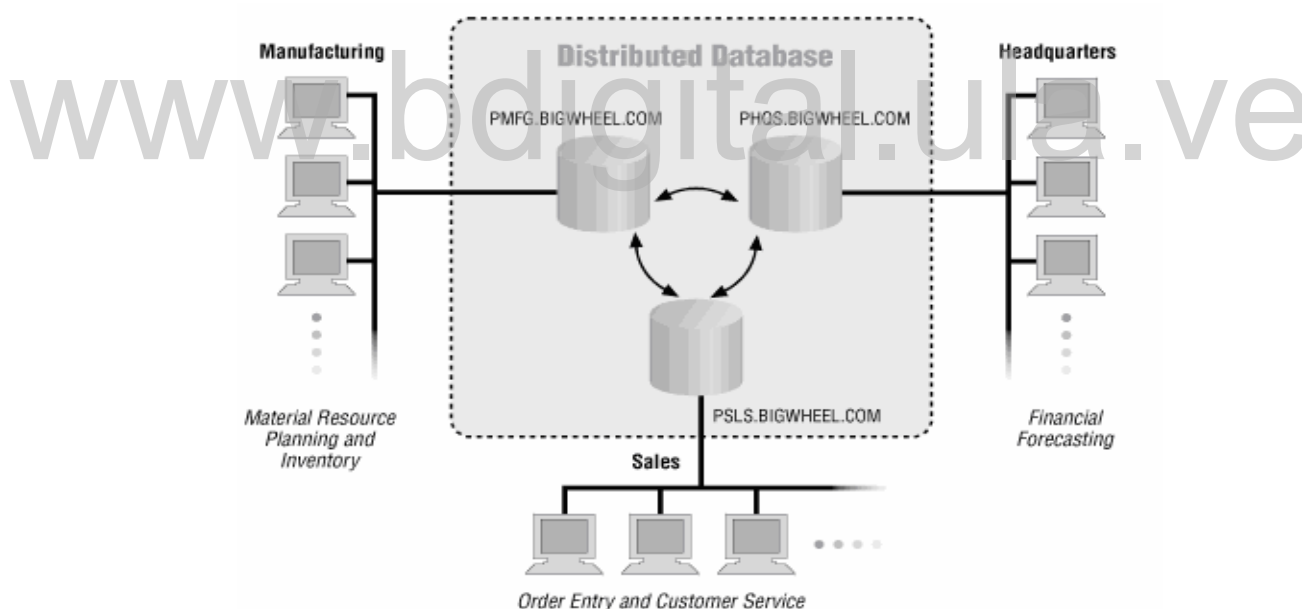 Manufacturing
Distributed Database
Headquarters
www.bdigital.ula.ve
PMFG.BIGWHEEL.COM
PHQS.BIGWHEEL.COM
Material Resource
Planning and
Inventory
PSLS.BIGWHEEL.COM
Financial
Forecasting
Sales
Order Entry and Customer Service